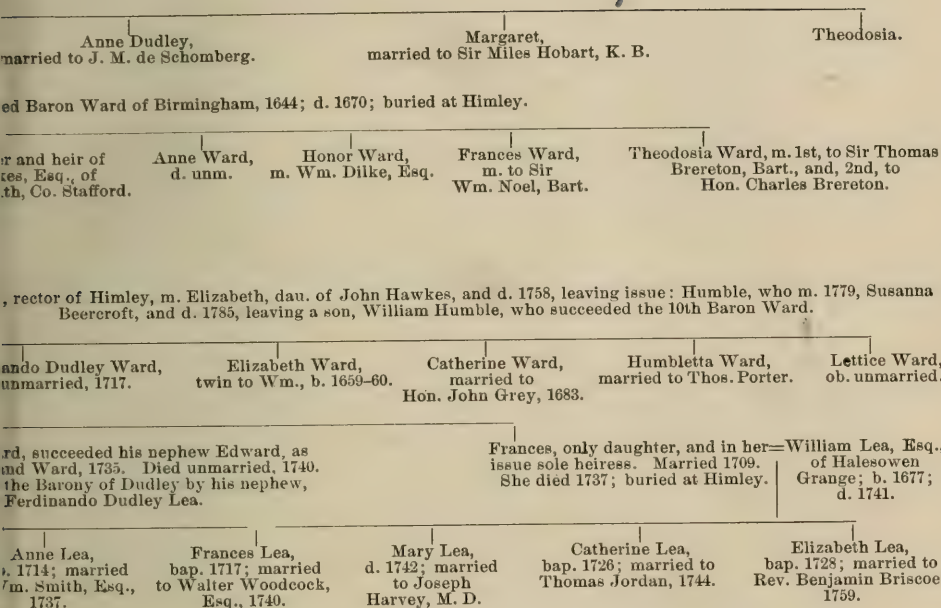 Anne Dudley,
married to J. M. de Schomberg.
Margaret,
married to Sir Miles Hobart, K. B.
Theodosia.
ed Baron Ward of Birmingham, 1644; d. 1670; buried at Himley.
er and heir of
kes, Esq., of
th, Co. Stafford.
Anne Ward,
d. unm.
Honor Ward,
m. Wm. Dilke, Esq.
Frances Ward,
m. to Sir
Wm. Noel, Bart.
Theodosia Ward, m. 1st, to Sir Thomas
Brereton, Bart., and, 2nd, to
Hon. Charles Brereton.
, rector of Himley, m. Elizabeth, dau. of John Hawkes, and d. 1758, leaving issue: Humble, who m. 1779, Susanna
Beercroft, and d. 1785, leaving a son, William Humble, who succeeded the 10th Baron Ward.
ando Dudley Ward,
unmarried, 1717.
Elizabeth Ward,
twin to Wm., b. 1659-60.
Catherine Ward,
married to
Hon. John Grey, 1683.
Humbletta Ward,
married to Thos. Porter.
Lettice Ward,
ob. unmarried.
rd, succeeded his nephew Edward, as
and Ward, 1735. Died unmarried, 1740.
the Barony of Dudley by his nephew,
Ferdinando Dudley Lea.
Frances, only daughter, and in her=William Lea, Esq.,
issue sole heiress. Married 1709.
She died 1737; buried at Himley.
of Halesowen
Grange; b. 1677;
d. 1741.
Anne Lea,
. 1714; married
Wm. Smith, Esq.,
1737.
Frances Lea,
bap. 1717; married
to Walter Woodcock,
Esq., 1740.
Mary Lea,
d. 1742; married
to Joseph
Harvey, M. D.
Catherine Lea,
bap. 1726; married to
Thomas Jordan, 1744.
Elizabeth Lea,
bap. 1728; married to
Rev. Benjamin Briscoe
1759.